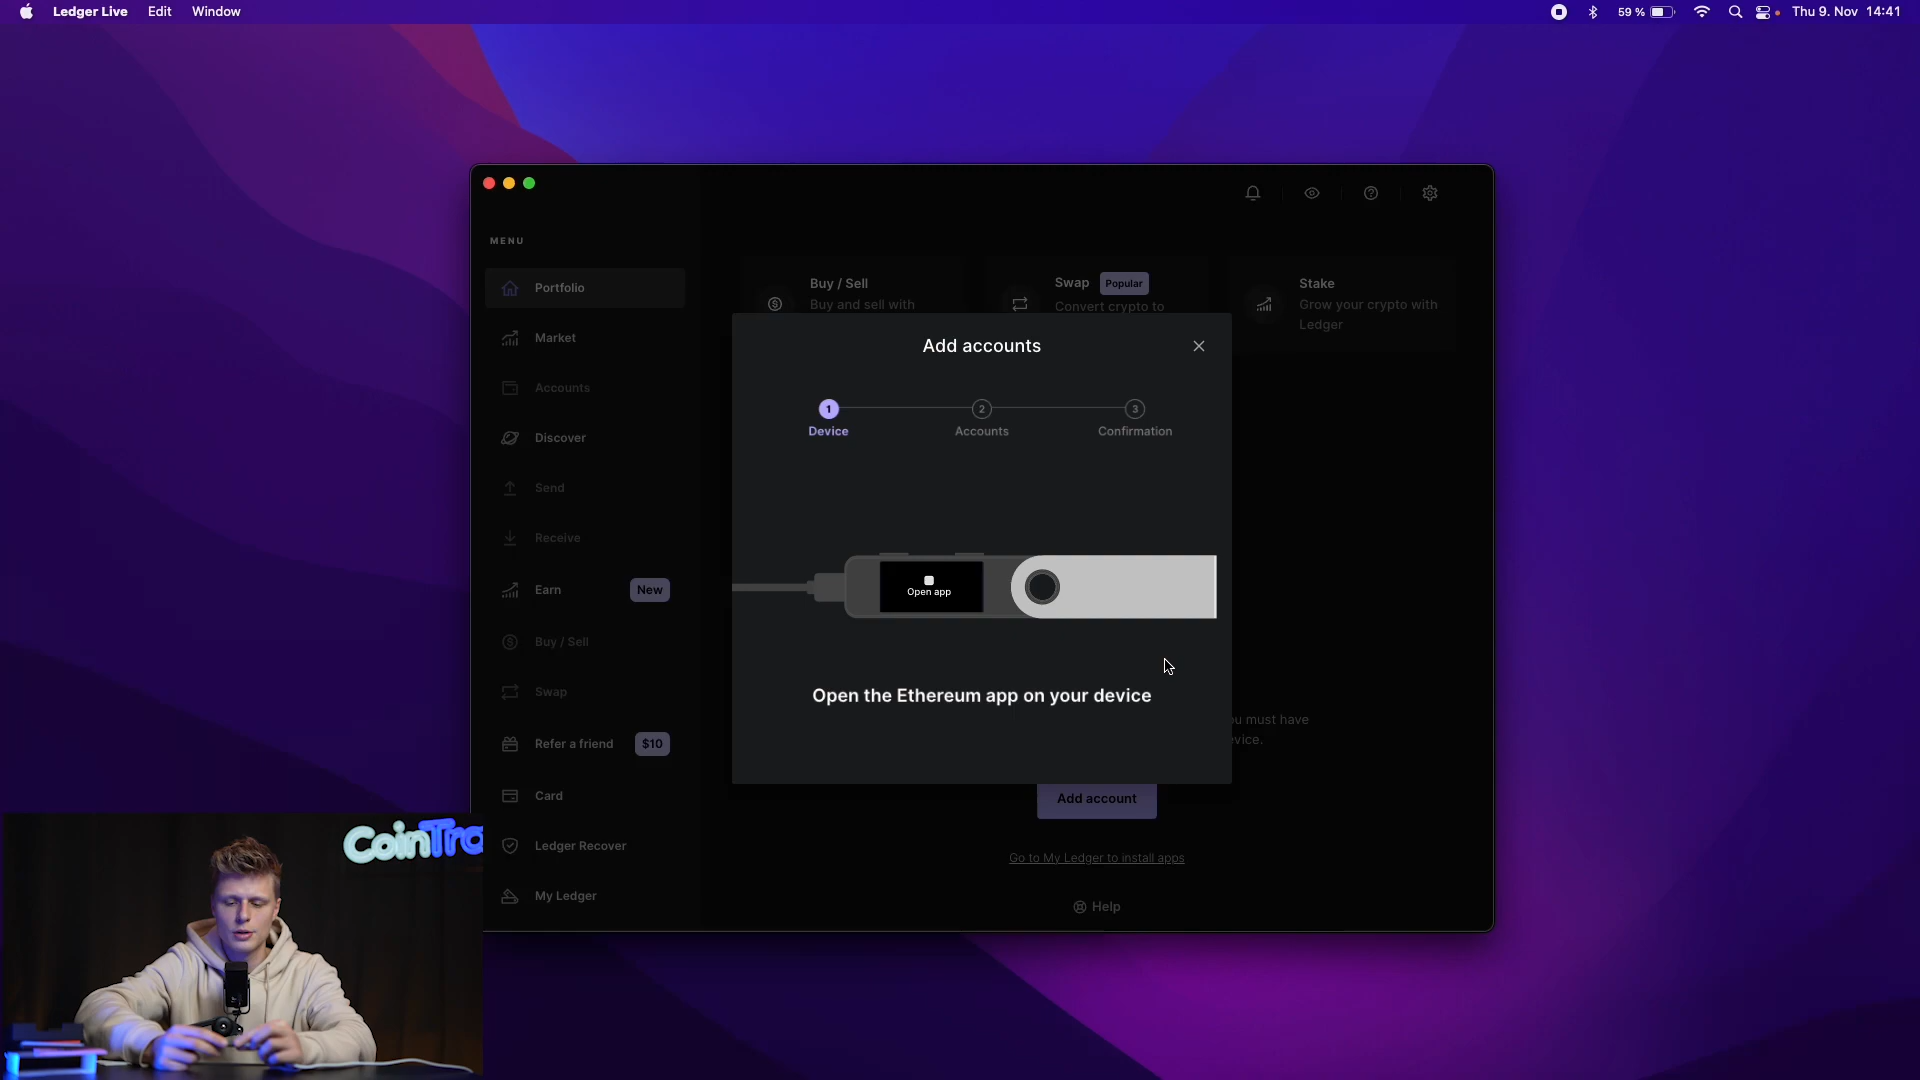 Ledger Live Edit Window
59 % Thu 9. Nov 14:41
MENU
Portfolio
Market
Accounts
Discover
Send
Receive
Earn New
Buy / Sell
Swap
Refer a friend $10
Card
Ledger Recover
My Ledger
Buy / Sell
Buy and sell with
Swap Popular
Convert crypto to
Stake
Grow your crypto with
Ledger
Add accounts
1 2 3
Device Accounts Confirmation
Open app
Open the Ethereum app on your device
u must have
vice.
Add account
Go to My Ledger to install apps
Help
CoinTra